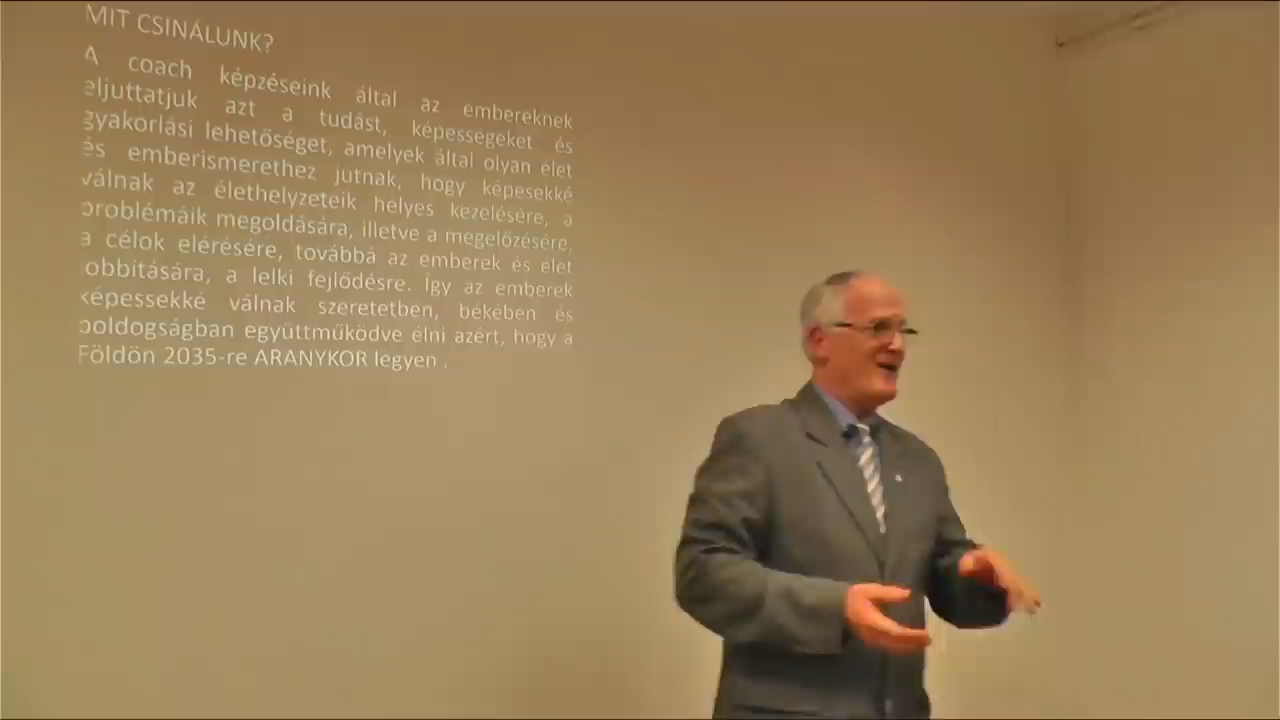 MIT CSINÁLUNK?
A coach képzéseink által az embereknek
eljuttatjuk azt a tudást, képességeket és
gyakorlási lehetőséget, amelyek által olyan élet
és emberismerethez jutnak, hogy képesekké
válnak az élethelyzeteik helyes kezelésére, a
problémáik megoldására, illetve a megelőzésére,
a célok elérésére, továbbá az emberek és élet
jobbítására, a lelki fejlődésre. Így az emberek
képessekké válnak szeretetben, békében és
boldogságban együttműködve élni azért, hogy a
Földön 2035-re ARANYKOR legyen .